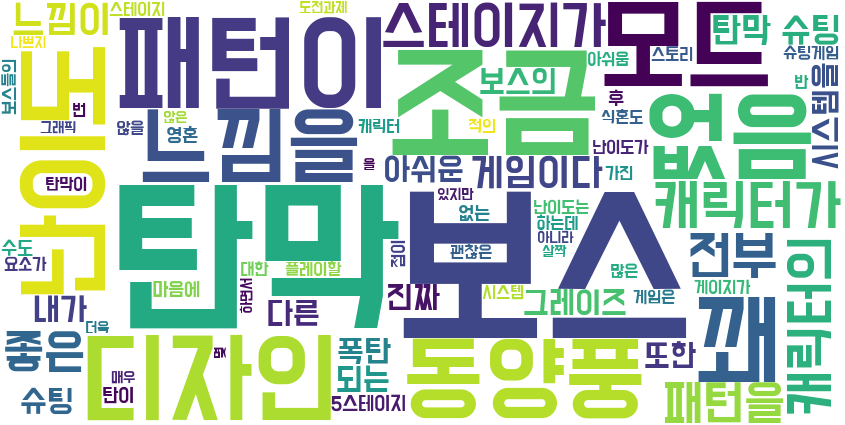 느낌이
스테이지
도전과제
스테이지가
모드
탄막
슈팅
나쁘지
패턴이
조금
보스의
아쉬움
스토리
슈팅게임
보스들의
난이도
번
그래픽
않은
않을
영혼
느낌을
캐릭터
적인
후
식혼도
없음
반
시스템을
탄막이
을
아쉬운
게임이다
난이도가
가진
캐릭터가
탄막
있지만
보스
없는
난이도는
하는데
아니라
살짝
괜찮은
전부
캐릭터의
수도
요소가
마음에
대한
플레이할
점이
많은
게이지가
내가
하면서
다른
진짜
시스템
그레이즈
게임은
꽤
더욱
좋은
디자인
폭탄
되는
동양풍
또한
몇
매우
탄이
슈팅
5스테이지
패턴을